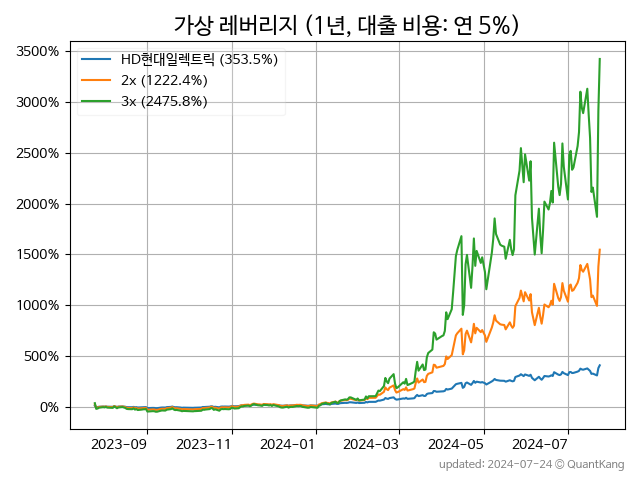 가상 레버리지 (1년, 대출 비용: 연 5%)
3500%
3000%
2500%
2000%
1500%
1000%
500%
0%
HD현대일렉트릭 (353.5%)
2x (1222.4%)
3x (2475.8%)
2023-09 2023-11 2024-01 2024-03 2024-05 2024-07
updated: 2024-07-24 © QuantKang